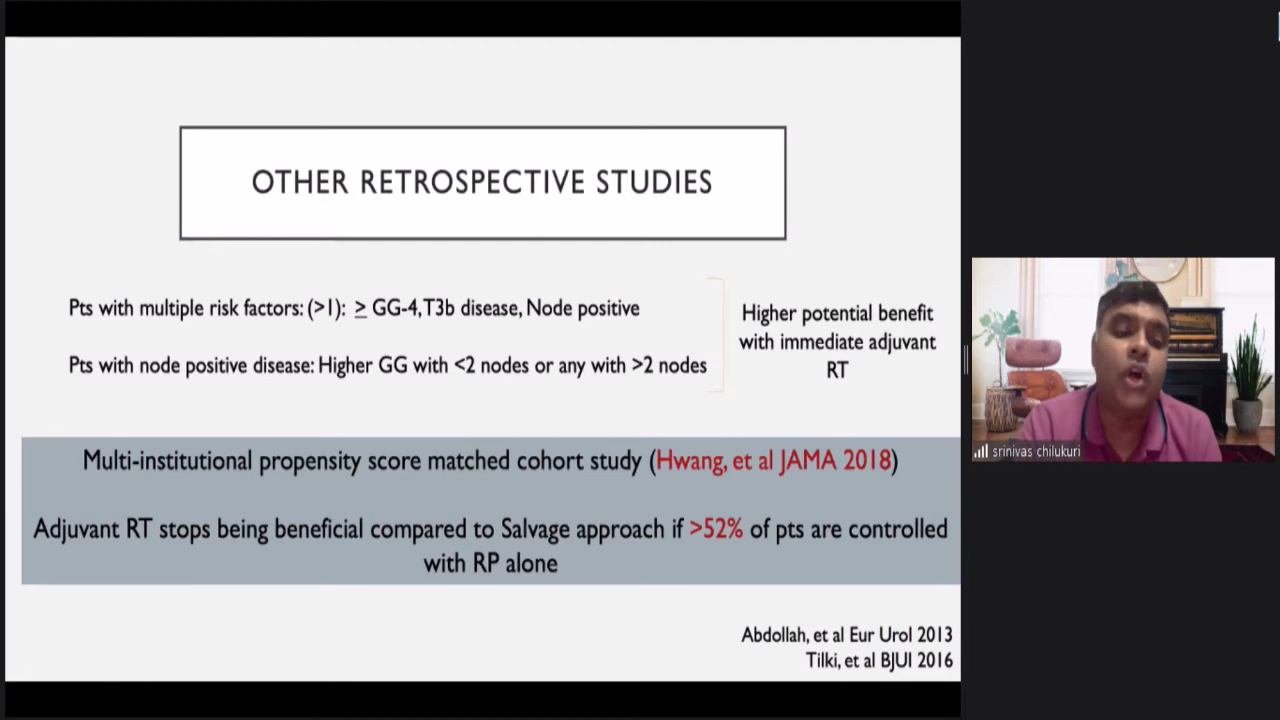 OTHER RETROSPECTIVE STUDIES
Pts with multiple risk factors: (>1): ≥ GG-4, T3b disease, Node positive
Pts with node positive disease: Higher GG with <2 nodes or any with >2 nodes
Higher potential benefit
with immediate adjuvant
RT
Multi-institutional propensity score matched cohort study (Hwang, et al JAMA 2018)
Adjuvant RT stops being beneficial compared to Salvage approach if >52% of pts are controlled
with RP alone
Abdollah, et al Eur Urol 2013
Tilki, et al BJUI 2016
srinivas chilukuri